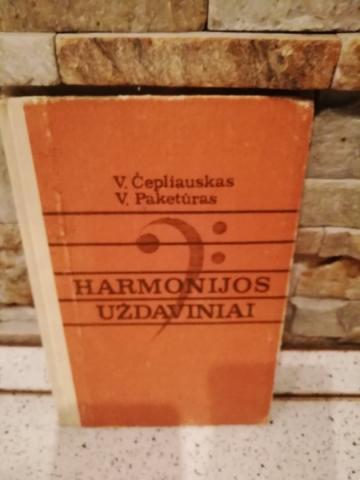 V. Čepliauskas
V. Paketūras
HARMONIJOS
UŽDAVINIAI